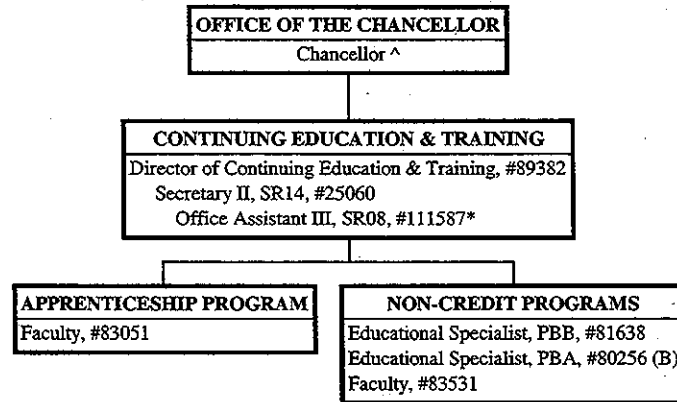 OFFICE OF THE CHANCELLOR
Chancellor ^
CONTINUING EDUCATION & TRAINING
Director of Continuing Education & Training, #89382
Secretary II, SR14, #25060
Office Assistant III, SR08, #111587*
APPRENTICESHIP PROGRAM
Faculty, #83051
NON-CREDIT PROGRAMS
Educational Specialist, PBB, #81638
Educational Specialist, PBA, #80256 (B)
Faculty, #83531